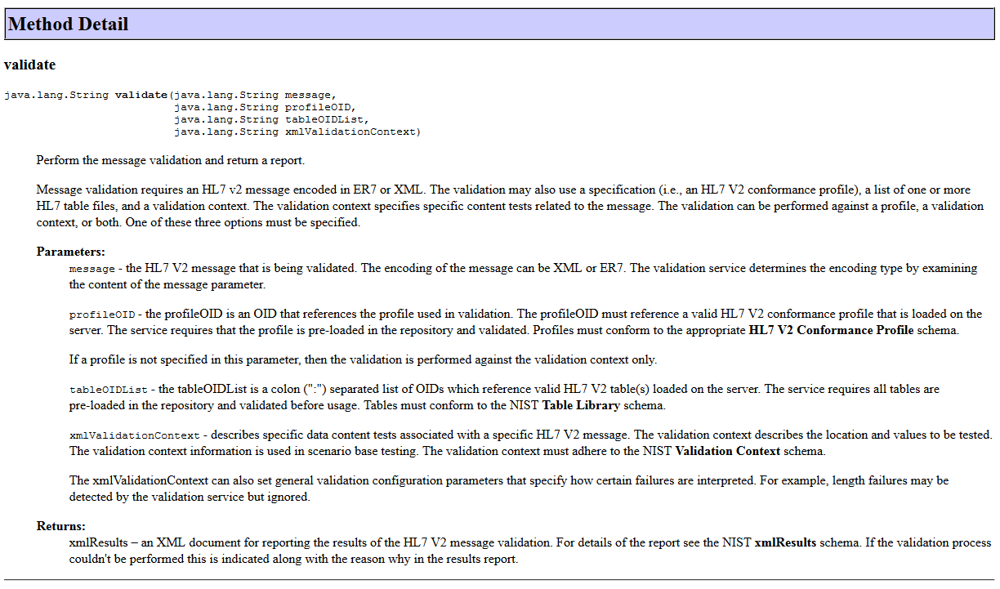 Method Detail
validate
java.lang.String validate(java.lang.String message,
java.lang.String profileOID,
java.lang.String tableOIDList,
java.lang.String xmlValidationContext)
Perform the message validation and return a report.
Message validation requires an HL7 v2 message encoded in ER7 or XML. The validation may also use a specification (i.e., an HL7 V2 conformance profile), a list of one or more
HL7 table files, and a validation context. The validation context specifies specific content tests related to the message. The validation can be performed against a profile, a validation
context, or both. One of these three options must be specified.
Parameters:
message - the HL7 V2 message that is being validated. The encoding of the message can be XML or ER7. The validation service determines the encoding type by examining
the content of the message parameter.
profileOID - the profileOID is an OID that references the profile used in validation. The profileOID must reference a valid HL7 V2 conformance profile that is loaded on the
server. The service requires that the profile is pre-loaded in the repository and validated. Profiles must conform to the appropriate HL7 V2 Conformance Profile schema.
If a profile is not specified in this parameter, then the validation is performed against the validation context only.
tableOIDList - the tableOIDList is a colon (":") separated list of OIDs which reference valid HL7 V2 table(s) loaded on the server. The service requires all tables are
pre-loaded in the repository and validated before usage. Tables must conform to the NIST Table Library schema.
xmlValidationContext - describes specific data content tests associated with a specific HL7 V2 message. The validation context describes the location and values to be tested.
The validation context information is used in scenario base testing. The validation context must adhere to the NIST Validation Context schema.
The xmlValidationContext can also set general validation configuration parameters that specify how certain failures are interpreted. For example, length failures may be
detected by the validation service but ignored.
Returns:
xmlResults – an XML document for reporting the results of the HL7 V2 message validation. For details of the report see the NIST xmlResults schema. If the validation process
couldn't be performed this is indicated along with the reason why in the results report.